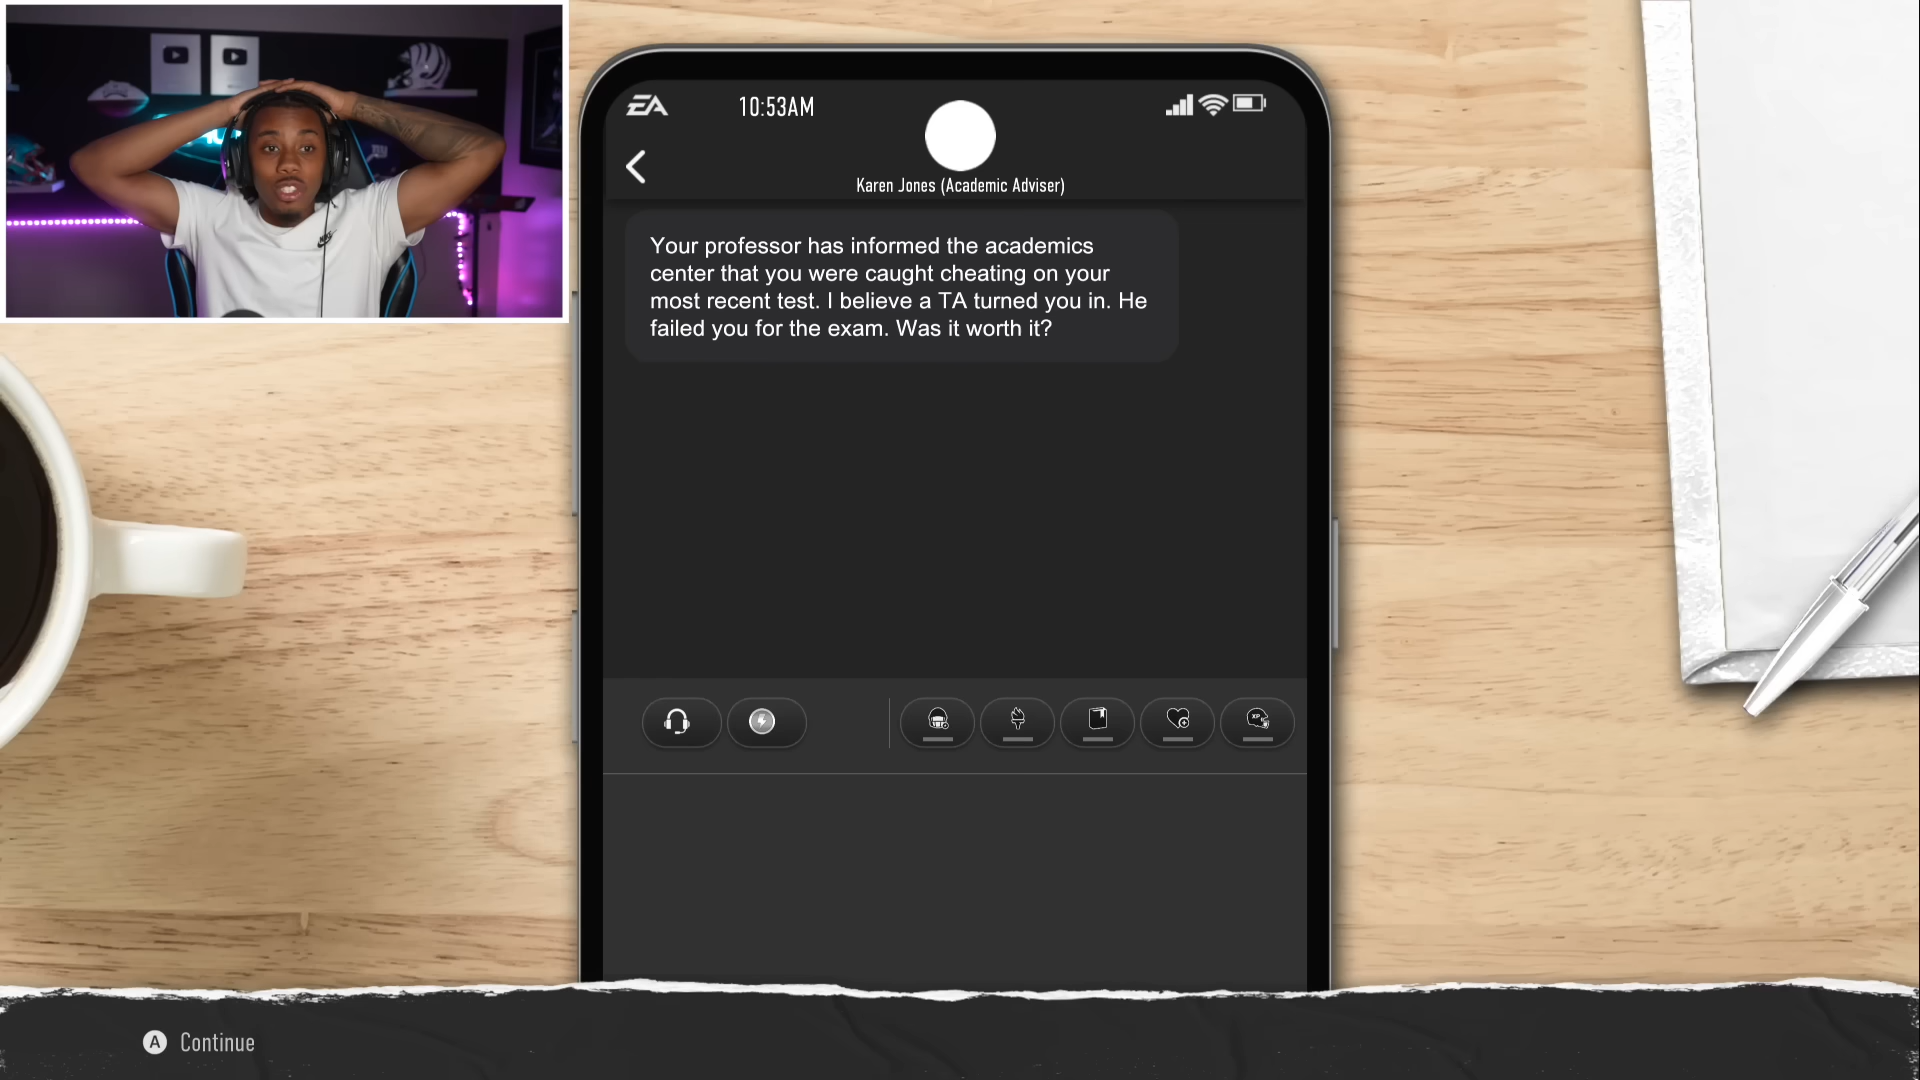 EA
10:53AM
Karen Jones (Academic Adviser)
Your professor has informed the academics
center that you were caught cheating on your
most recent test. I believe a TA turned you in. He
failed you for the exam. Was it worth it?
XP
A Continue